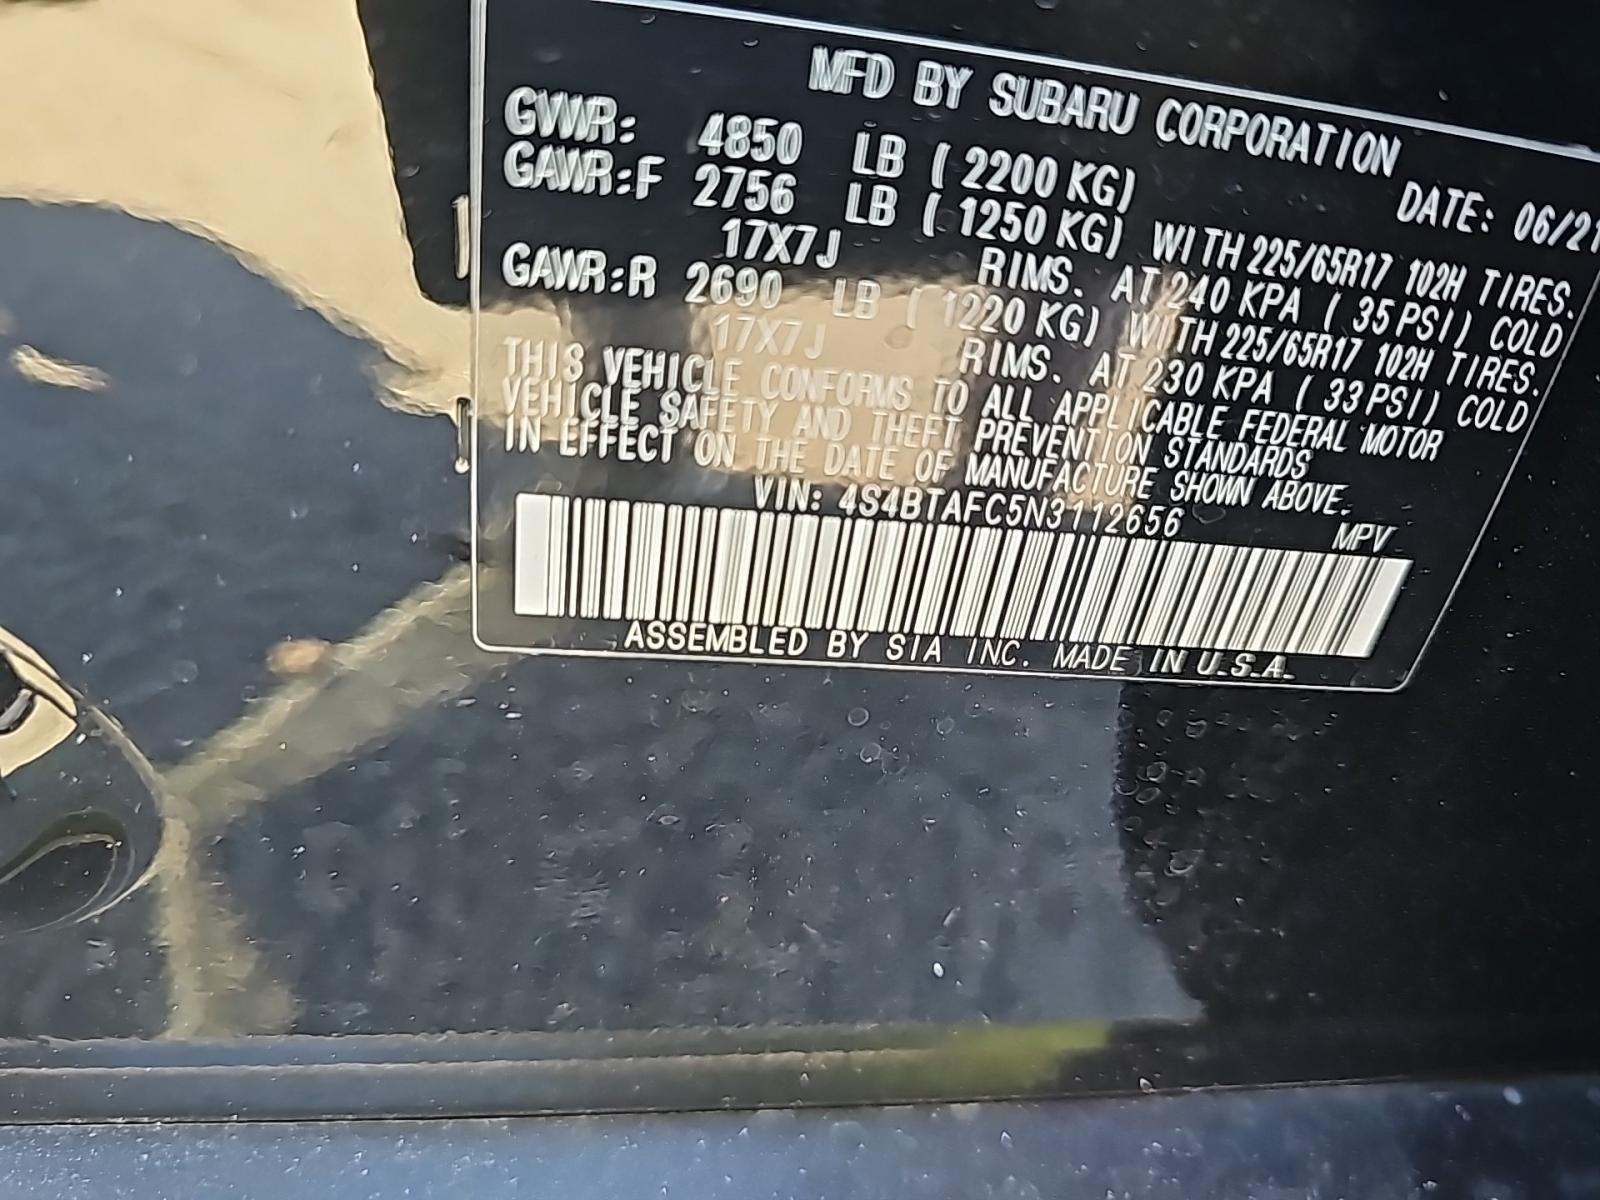 MFD BY SUBARU CORPORATION
DATE: 06/21
GVWR: 4850 LB ( 2200 KG)
GAWR:F 2756 LB ( 1250 KG) WITH 225/65R17 102H TIRES.
17X7J RIMS. AT 240 KPA ( 35PSI) COLD
GAWR:R 2690 LB ( 1220 KG) WITH 225/65R17 102H TIRES.
17X7J RIMS. AT 230 KPA ( 33PSI) COLD
THIS VEHICLE CONFORMS TO ALL APPLICABLE FEDERAL MOTOR
VEHICLE SAFETY AND THEFT PREVENTION STANDARDS
IN EFFECT ON THE DATE OF MANUFACTURE SHOWN ABOVE.
VIN: 4S4BTAFC5N3112656
MPV
ASSEMBLED BY SIA INC. MADE IN U.S.A.